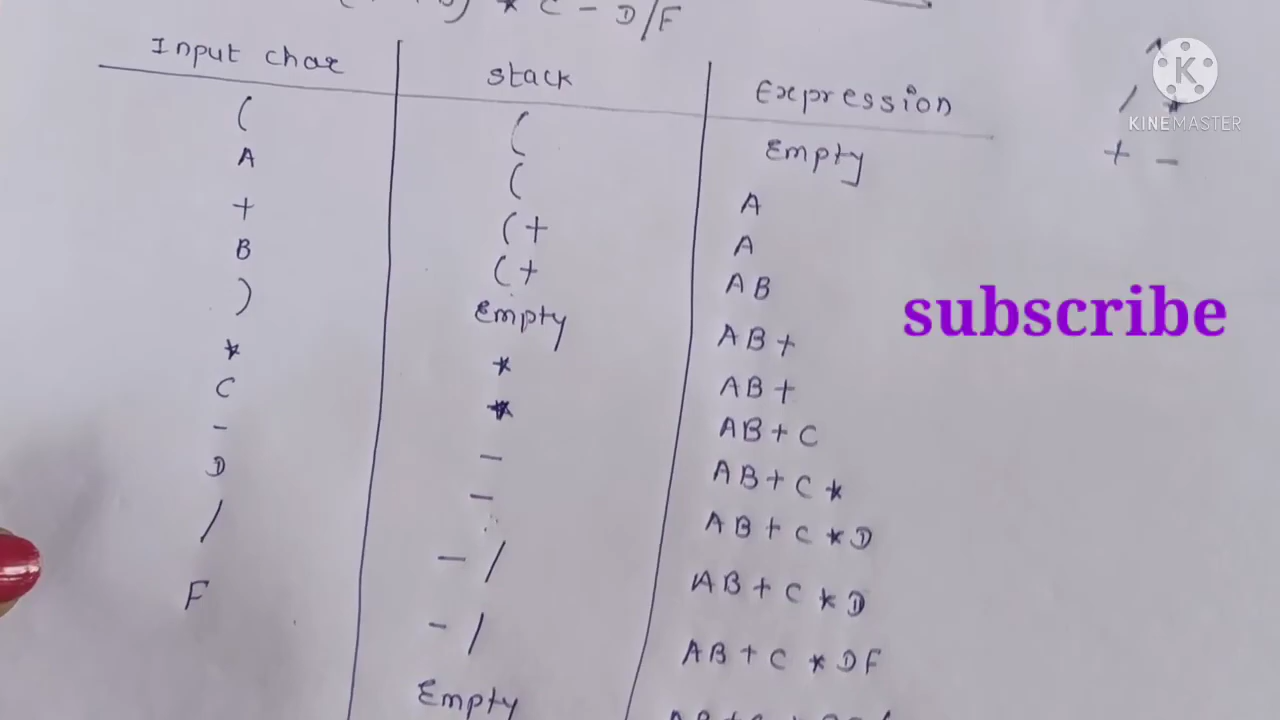 * C - D/F
Input char stack Expression
( ( Empty
A ( A
+ (+ A
B (+ AB
) Empty AB+
* * AB+
C * AB+C
- - AB+C*
D - AB+C*D
/ -/ AB+C*D
F -/ AB+C*DF
Empty
/ *
+ -
K
KINEMASTER
subscribe